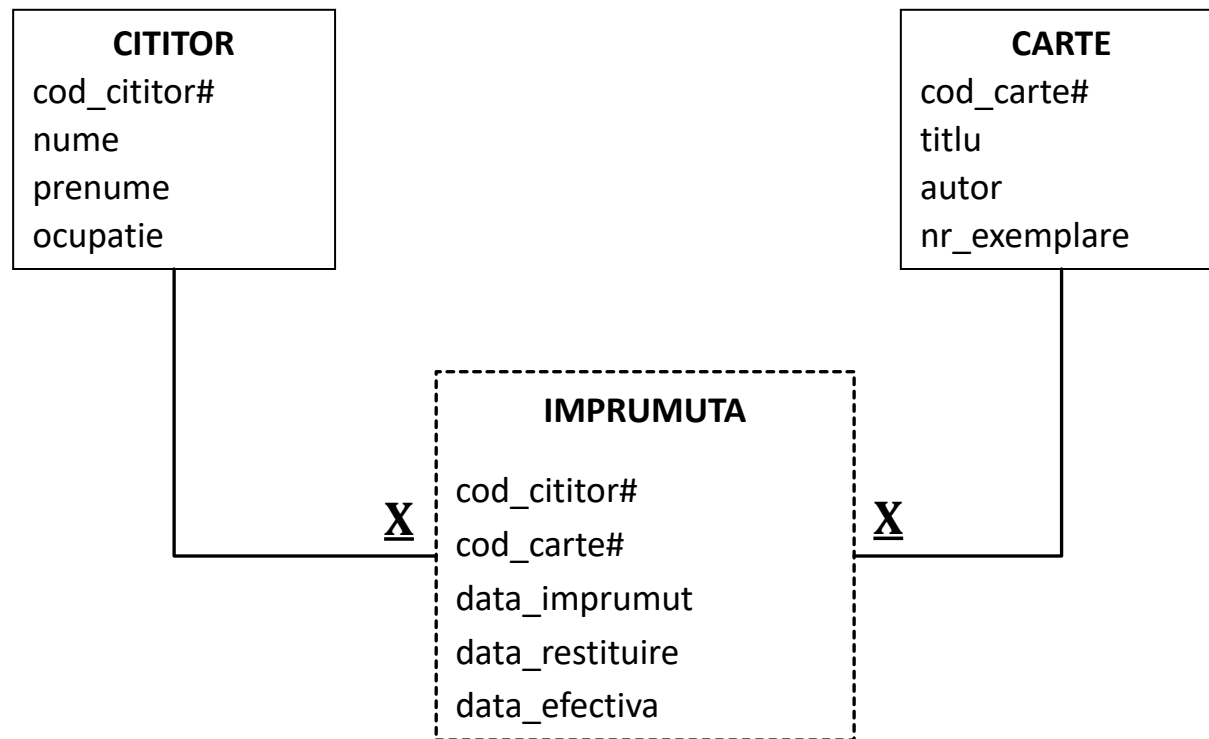 CITITOR
cod_cititor#
nume
prenume
ocupatie
CARTE
cod_carte#
titlu
autor
nr_exemplare
IMPRUMUTA
cod_cititor#
cod_carte#
data_imprumut
data_restituire
data_efectiva
X
X